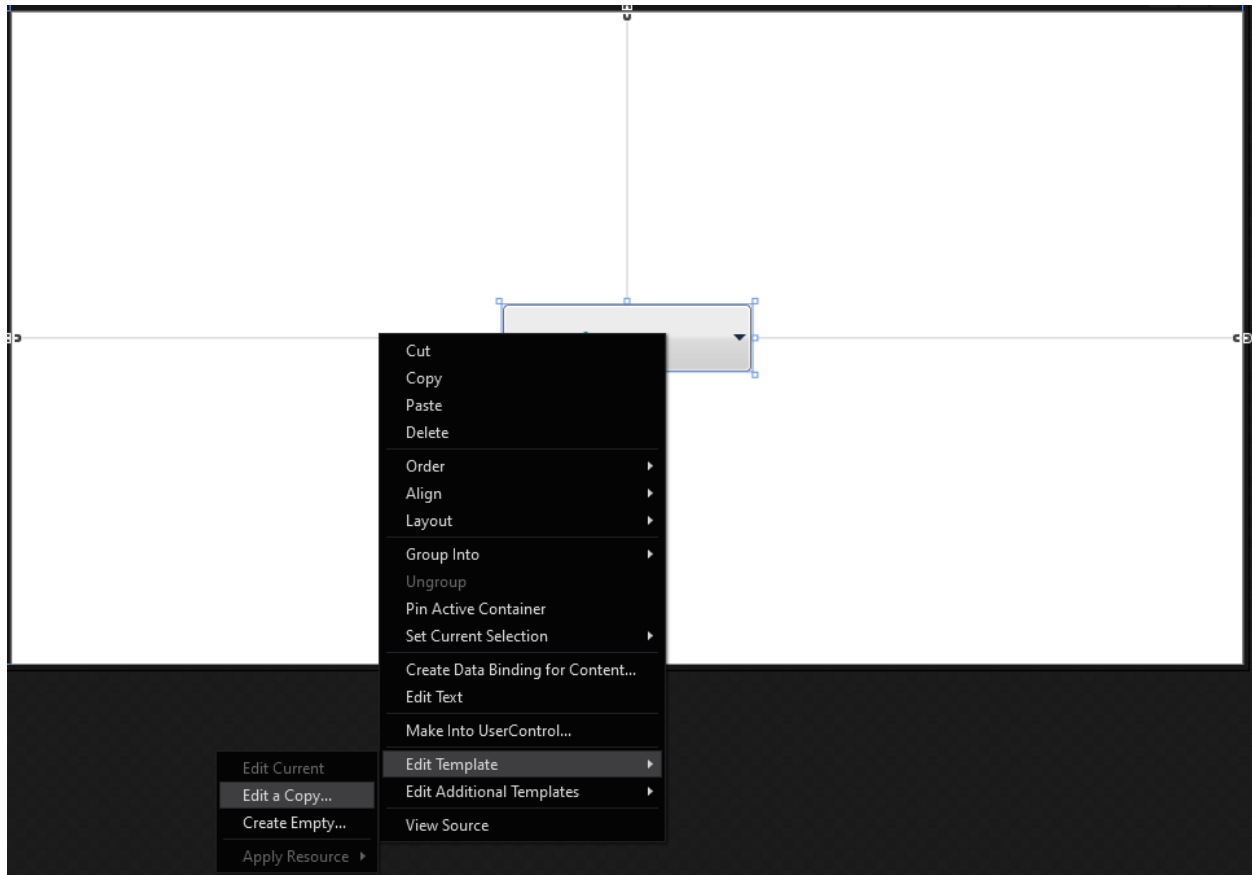 Cut
Copy
Paste
Delete
Order
Align
Layout
Group Into
Ungroup
Pin Active Container
Set Current Selection
Create Data Binding for Content...
Edit Text
Make Into UserControl...
Edit Template
Edit Additional Templates
View Source
Edit Current
Edit a Copy...
Create Empty...
Apply Resource